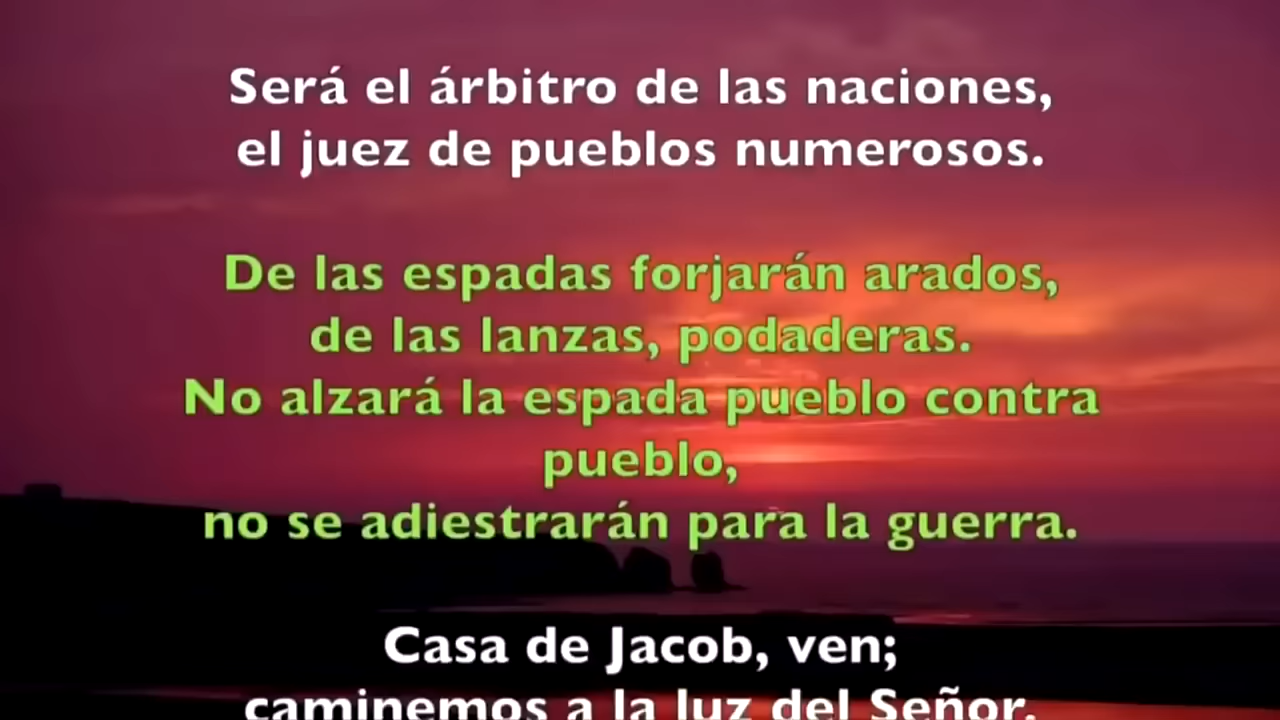 Será el árbitro de las naciones,
el juez de pueblos numerosos.
De las espadas forjarán arados,
de las lanzas, podaderas.
No alzará la espada pueblo contra
pueblo,
no se adiestrarán para la guerra.
Casa de Jacob, ven;
caminemos a la luz del Señor.